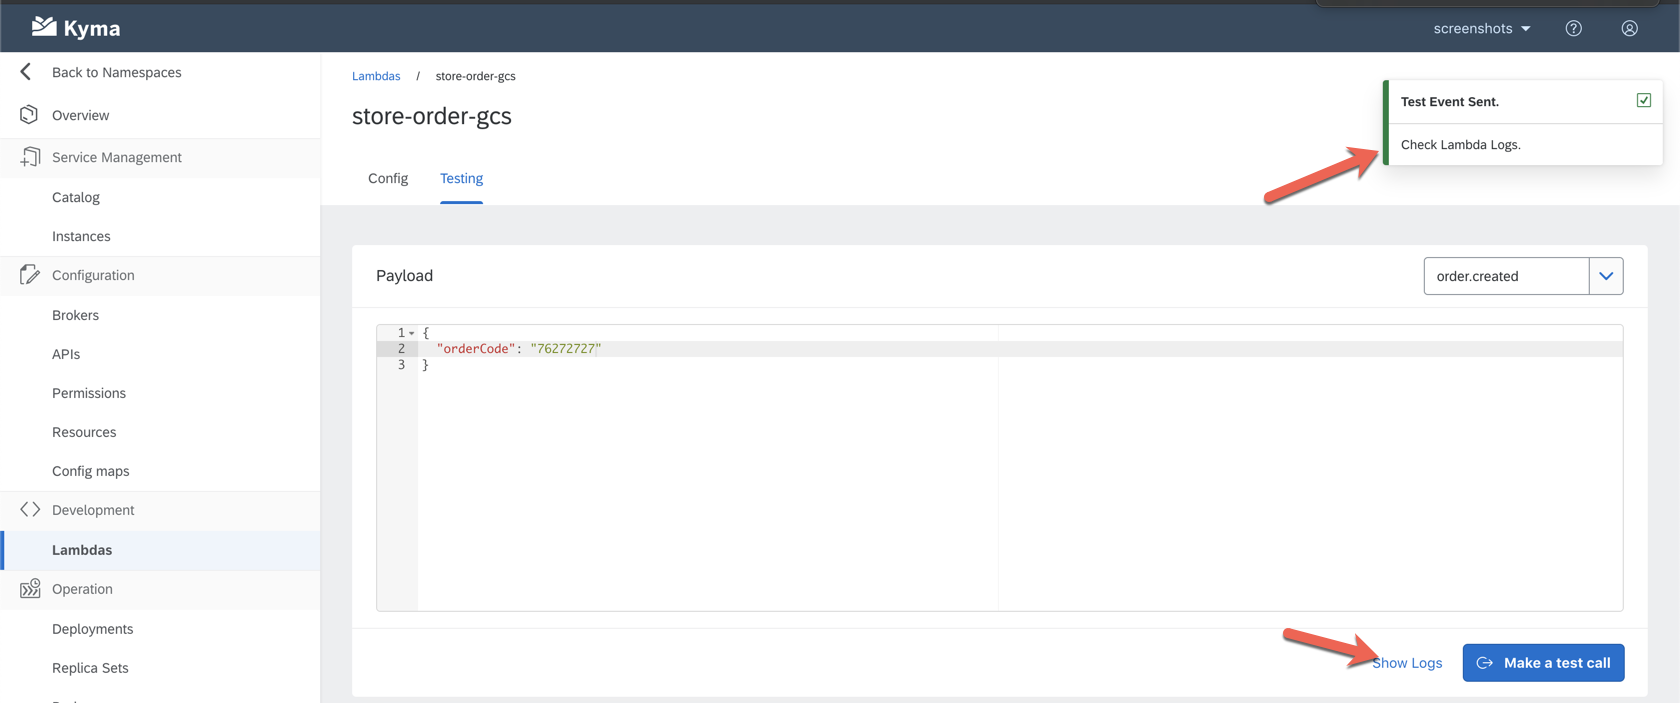 Kyma
screenshots
Back to Namespaces
Overview
Service Management
Catalog
Instances
Configuration
Brokers
APIs
Permissions
Resources
Config maps
Development
Lambdas
Operation
Deployments
Replica Sets
Lambdas / store-order-gcs
store-order-gcs
Config Testing
Test Event Sent.
Check Lambda Logs.
Payload
order.created
1 {
2 "orderCode": "76272727"
3 }
Show Logs
Make a test call